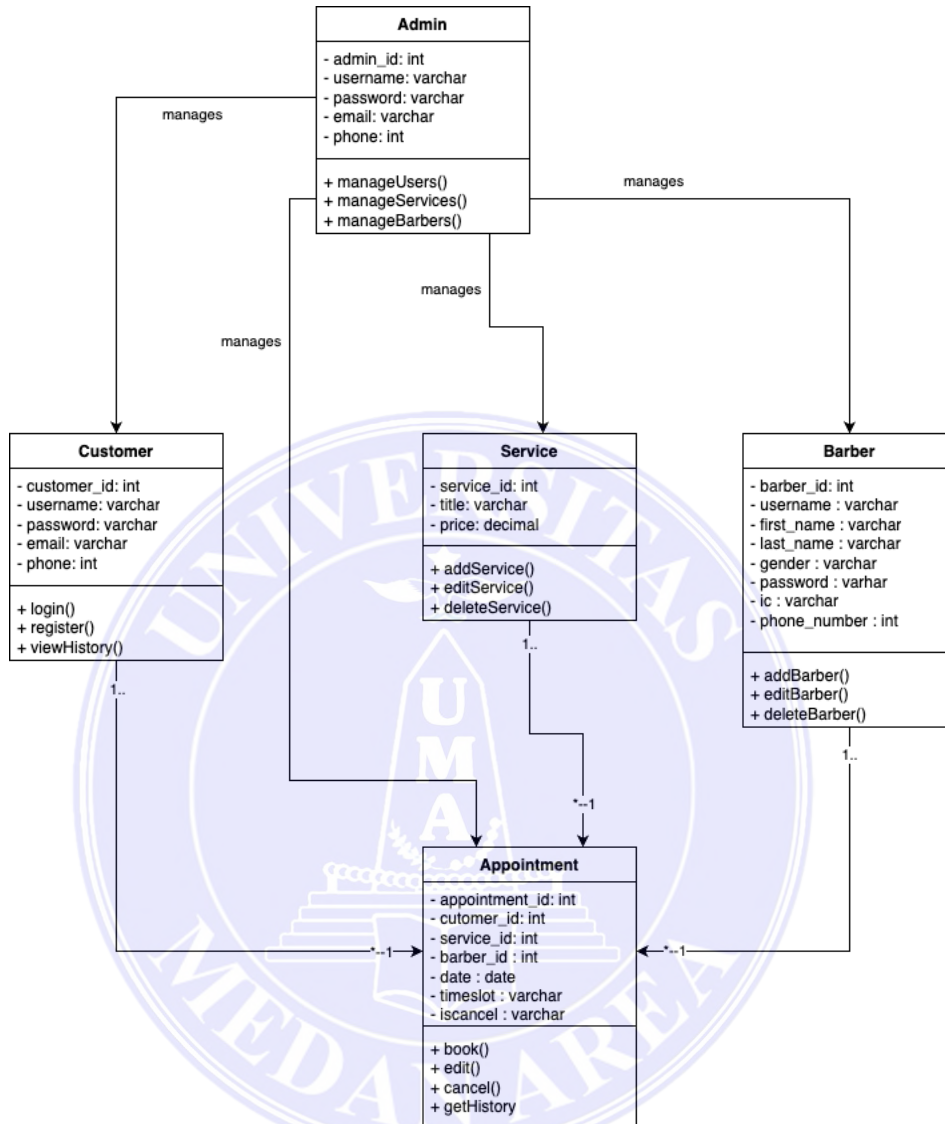 Admin
- admin_id: int
- username: varchar
- password: varchar
- email: varchar
- phone: int
+ manageUsers()
+ manageServices()
+ manageBarbers()
manages
manages
manages
manages
Customer
- customer_id: int
- username: varchar
- password: varchar
- email: varchar
- phone: int
+ login()
+ register()
+ viewHistory()
1..
Service
- service_id: int
- title: varchar
- price: decimal
+ addService()
+ editService()
+ deleteService()
1..
Barber
- barber_id: int
- username : varchar
- first_name : varchar
- last_name : varchar
- gender : varchar
- password : varhar
- ic : varchar
- phone_number : int
+ addBarber()
+ editBarber()
+ deleteBarber()
1..
*--1
*--1
*--1
Appointment
- appointment_id: int
- cutomer_id: int
- service_id: int
- barber_id : int
- date : date
- timeslot : varchar
- iscancel : varchar
+ book()
+ edit()
+ cancel()
+ getHistory
UNIVERSITAS
MEDAN AREA
UMA